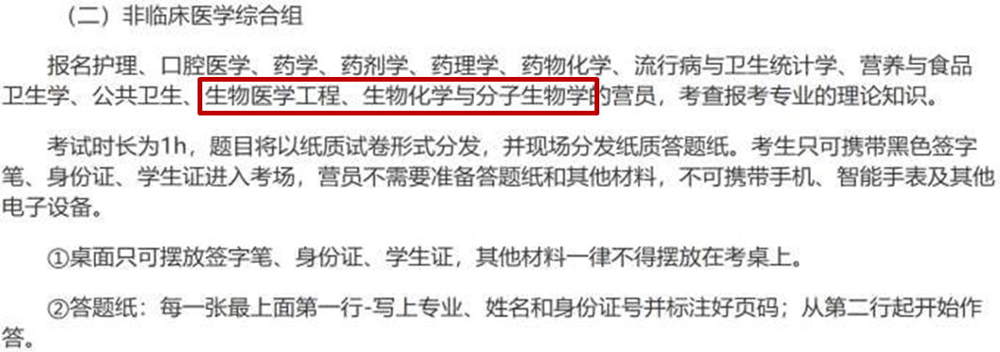 （二）非临床医学综合组
报名护理、口腔医学、药学、药剂学、药理学、药物化学、流行病与卫生统计学、营养与食品
卫生学、公共卫生、生物医学工程、生物化学与分子生物学的营员，考查报考专业的理论知识。
考试时长为1h，题目将以纸质试卷形式分发，并现场分发纸质答题纸。考生只可携带黑色签字
笔、身份证、学生证进入考场，营员不需要准备答题纸和其他材料，不可携带手机、智能手表及其他
电子设备。
①桌面只可摆放签字笔、身份证、学生证，其他材料一律不得摆放在考桌上。
②答题纸：每一张最上面第一行-写上专业、姓名和身份证号并标注好页码；从第二行起开始作
答。